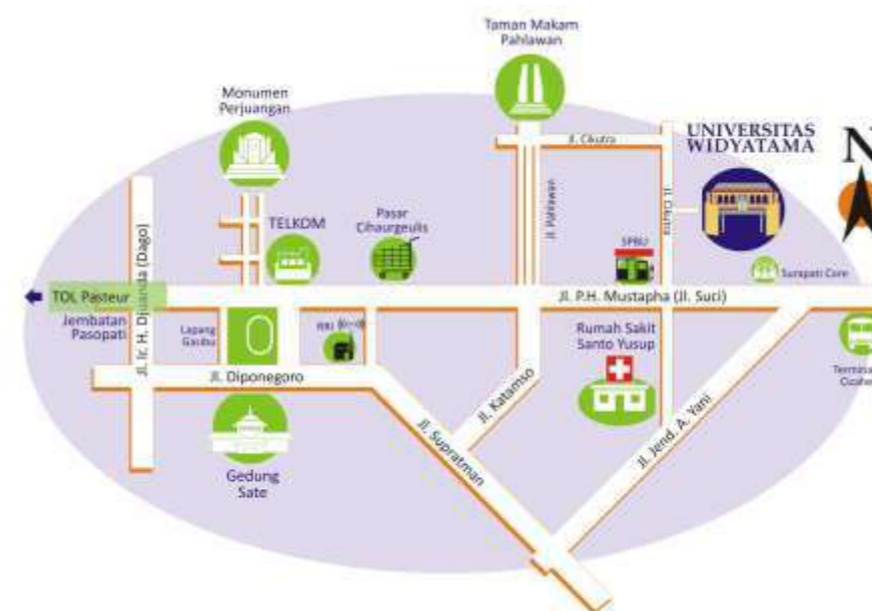 Taman Makam
Pahlawan
Monumen
Perjuangan
UNIVERSITAS
WIDYATAMA
N
Jl. Cikutra
Jl. Cikutra
Jl. Pahlawan
TELKOM
Pasar
Cihaurgeulis
SPBU
Surapati Core
TOL Pasteur
Jl. P.H. Mustapha (Jl. Suci)
Jembatan
Pasopati
Jl. Ir. H. Djuanda (Dago)
Lapang
Gasibu
RRI
Rumah Sakit
Santo Yusup
Jl. Diponegoro
Jl. Katamso
Jl. Supratman
Jl. Jend. A. Yani
Gedung
Sate